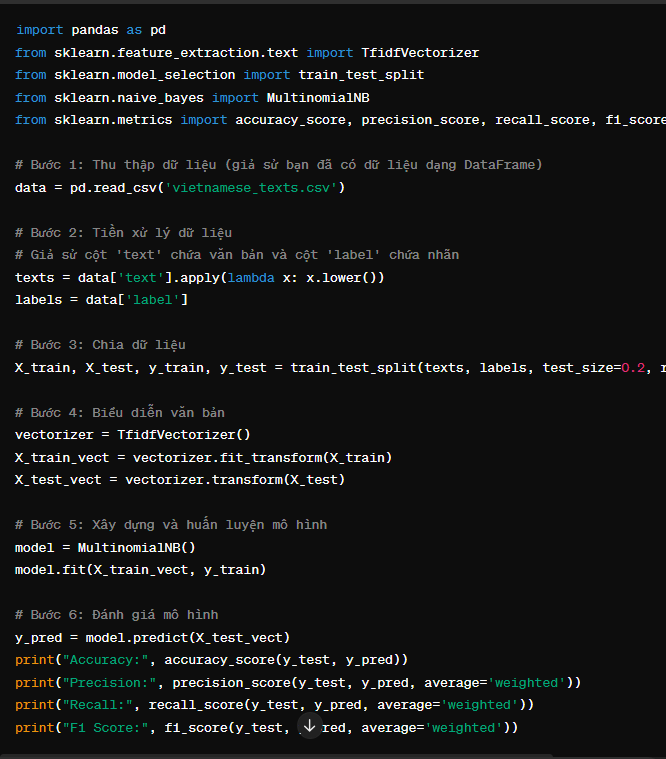 import pandas as pd
from sklearn.feature_extraction.text import TfidfVectorizer
from sklearn.model_selection import train_test_split
from sklearn.naive_bayes import MultinomialNB
from sklearn.metrics import accuracy_score, precision_score, recall_score, f1_score
# Bước 1: Thu thập dữ liệu (giả sử bạn đã có dữ liệu dạng DataFrame)
data = pd.read_csv('vietnamese_texts.csv')
# Bước 2: Tiền xử lý dữ liệu
# Giả sử cột 'text' chứa văn bản và cột 'label' chứa nhãn
texts = data['text'].apply(lambda x: x.lower())
labels = data['label']
# Bước 3: Chia dữ liệu
X_train, X_test, y_train, y_test = train_test_split(texts, labels, test_size=0.2,
# Bước 4: Biểu diễn văn bản
vectorizer = TfidfVectorizer()
X_train_vect = vectorizer.fit_transform(X_train)
X_test_vect = vectorizer.transform(X_test)
# Bước 5: Xây dựng và huấn luyện mô hình
model = MultinomialNB()
model.fit(X_train_vect, y_train)
# Bước 6: Đánh giá mô hình
y_pred = model.predict(X_test_vect)
print("Accuracy:", accuracy_score(y_test, y_pred))
print("Precision:", precision_score(y_test, y_pred, average='weighted'))
print("Recall:", recall_score(y_test, y_pred, average='weighted'))
print("F1 Score:", f1_score(y_test, red, average='weighted'))